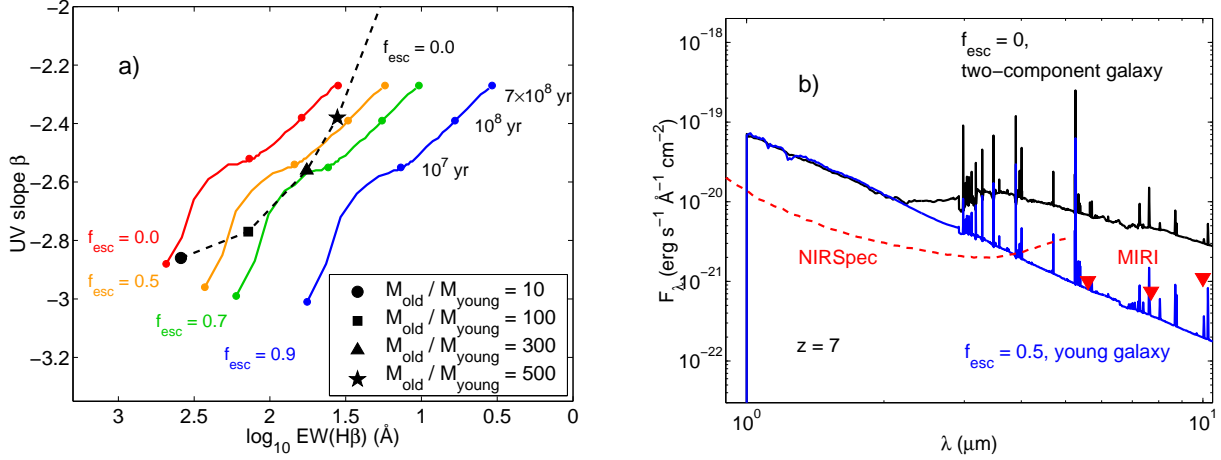 a)
UV slope β
-2
-2.2
-2.4
-2.6
-2.8
-3
-3.2
f_esc = 0.0
7×10^8 yr
10^8 yr
10^7 yr
f_esc = 0.0
f_esc = 0.5
f_esc = 0.7
f_esc = 0.9
M_old / M_young = 10
M_old / M_young = 100
M_old / M_young = 300
M_old / M_young = 500
3 2.5 2 1.5 1 0.5 0
log_10 EW(Hβ) (Å)
b)
F_λ (erg s^-1 Å^-1 cm^-2)
10^-18
10^-19
10^-20
10^-21
10^-22
f_esc = 0,
two-component galaxy
NIRSpec
MIRI
z = 7
f_esc = 0.5, young galaxy
10^0 10^1
λ (μm)